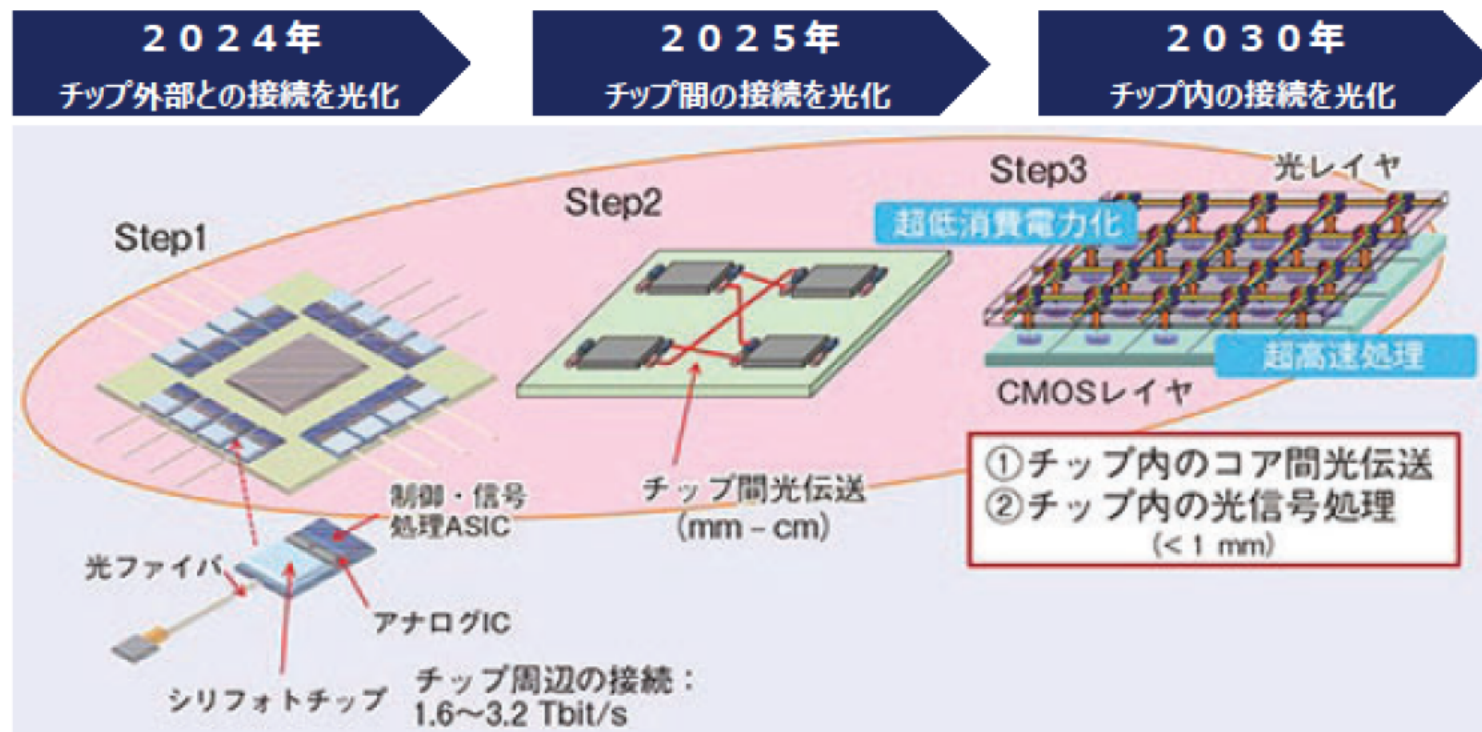 ２０２４年
チップ外部との接続を光化
２０２５年
チップ間の接続を光化
２０３０年
チップ内の接続を光化
Step1
Step2
Step3
光レイヤ
超低消費電力化
超高速処理
CMOSレイヤ
制御・信号
処理ASIC
光ファイバ
アナログIC
シリフォトチップ
チップ周辺の接続：
1.6～3.2 Tbit/s
チップ間光伝送
(mm – cm)
①チップ内のコア間光伝送
②チップ内の光信号処理
(< 1 mm)